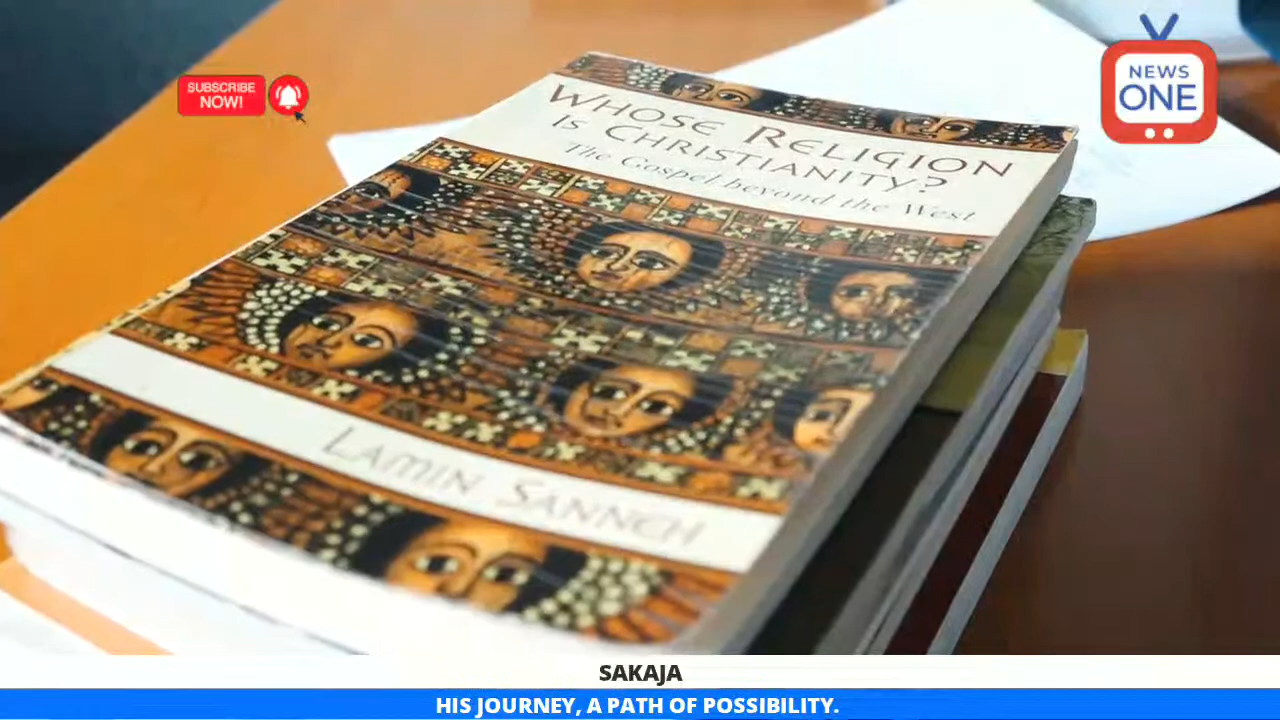 SUBSCRIBE
NOW!
NEWS
ONE
WHOSE RELIGION
IS CHRISTIANITY?
The Gospel beyond the West
LAMIN SANNEH
SAKAJA
HIS JOURNEY, A PATH OF POSSIBILITY.